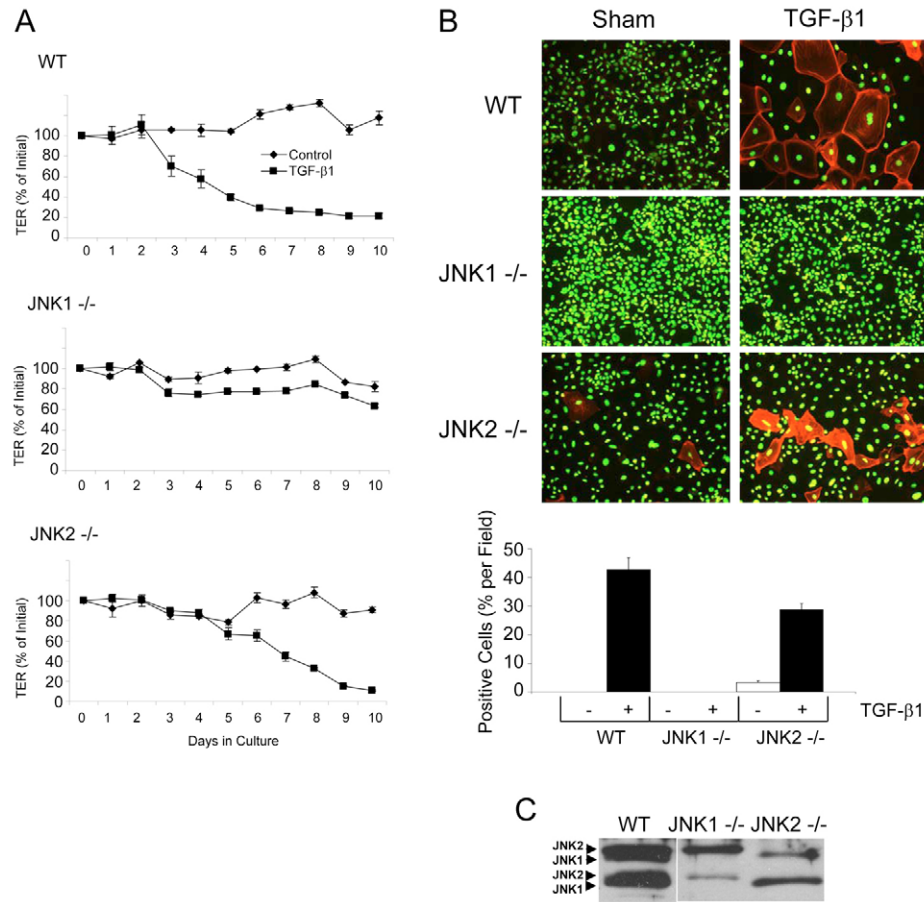 A
WT
TER (% of Initial)
100
80
60
40
20
0
Control
TGF-β1
0 1 2 3 4 5 6 7 8 9 10
JNK1 -/-
TER (% of Initial)
100
80
60
40
20
0
0 1 2 3 4 5 6 7 8 9 10
JNK2 -/-
TER (% of Initial)
100
80
60
40
20
0
0 1 2 3 4 5 6 7 8 9 10
Days in Culture
B
Sham TGF-β1
WT
JNK1 -/-
JNK2 -/-
Positive Cells (% per Field)
50
40
30
20
10
0
- + - + - + TGF-β1
WT JNK1 -/- JNK2 -/-
C
WT JNK1 -/- JNK2 -/-
JNK2
JNK1
JNK2
JNK1